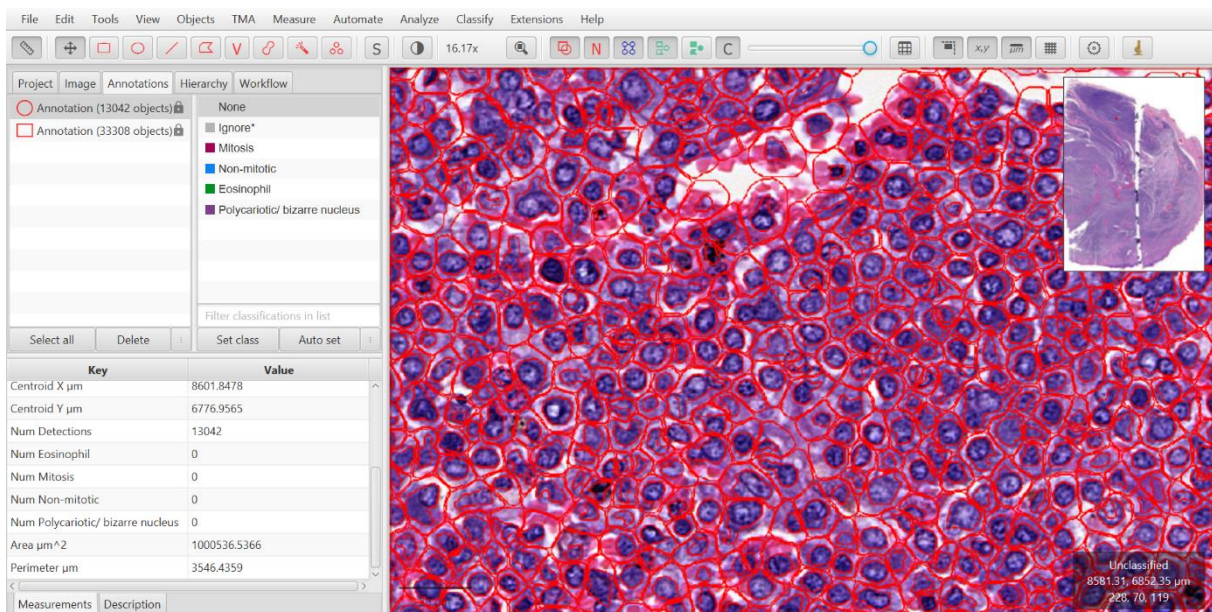 File Edit Tools View Objects TMA Measure Automate Analyze Classify Extensions Help
S 16.17x N C x,y µm
Project Image Annotations Hierarchy Workflow
Annotation (13042 objects)
Annotation (33308 objects)
None
Ignore*
Mitosis
Non-mitotic
Eosinophil
Polycariotic/ bizarre nucleus
Filter classifications in list
Select all Delete Set class Auto set
Key Value
Centroid X µm 8601.8478
Centroid Y µm 6776.9565
Num Detections 13042
Num Eosinophil 0
Num Mitosis 0
Num Non-mitotic 0
Num Polycariotic/ bizarre nucleus 0
Area µm^2 1000536.5366
Perimeter µm 3546.4359
Measurements Description
Unclassified
8581.31, 6852.35 µm
228, 70, 119